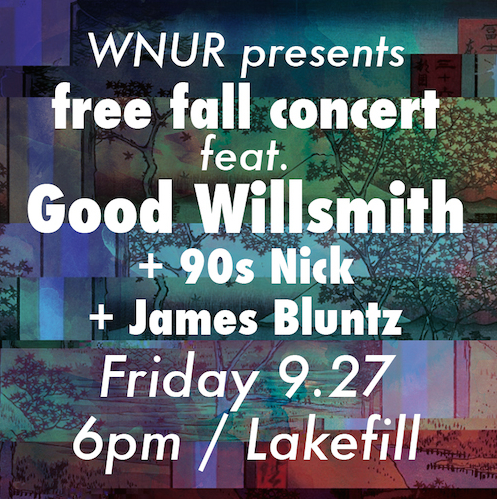 WNUR presents
free fall concert
feat.
Good Willsmith
+ 90s Nick
+ James Bluntz
Friday 9.27
6pm / Lakefill